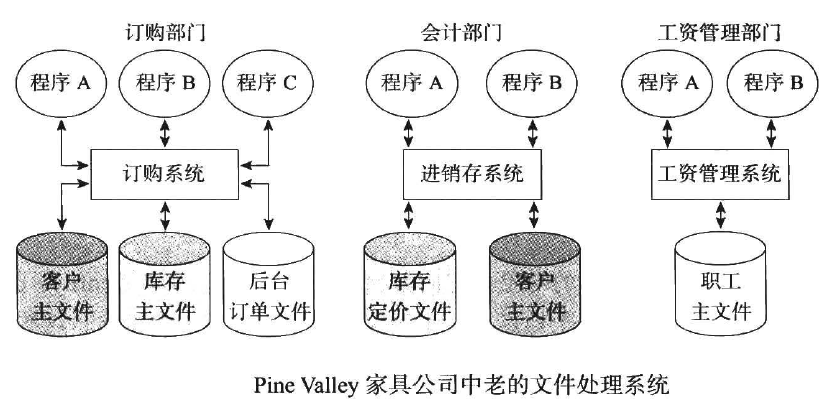 订购部门 会计部门 工资管理部门
程序 A 程序 B 程序 C 程序 A 程序 B 程序 A 程序 B
订购系统 进销存系统 工资管理系统
客户 库存 后台 库存 客户 职工
主文件 主文件 订单文件 定价文件 主文件 主文件
Pine Valley 家具公司中老的文件处理系统